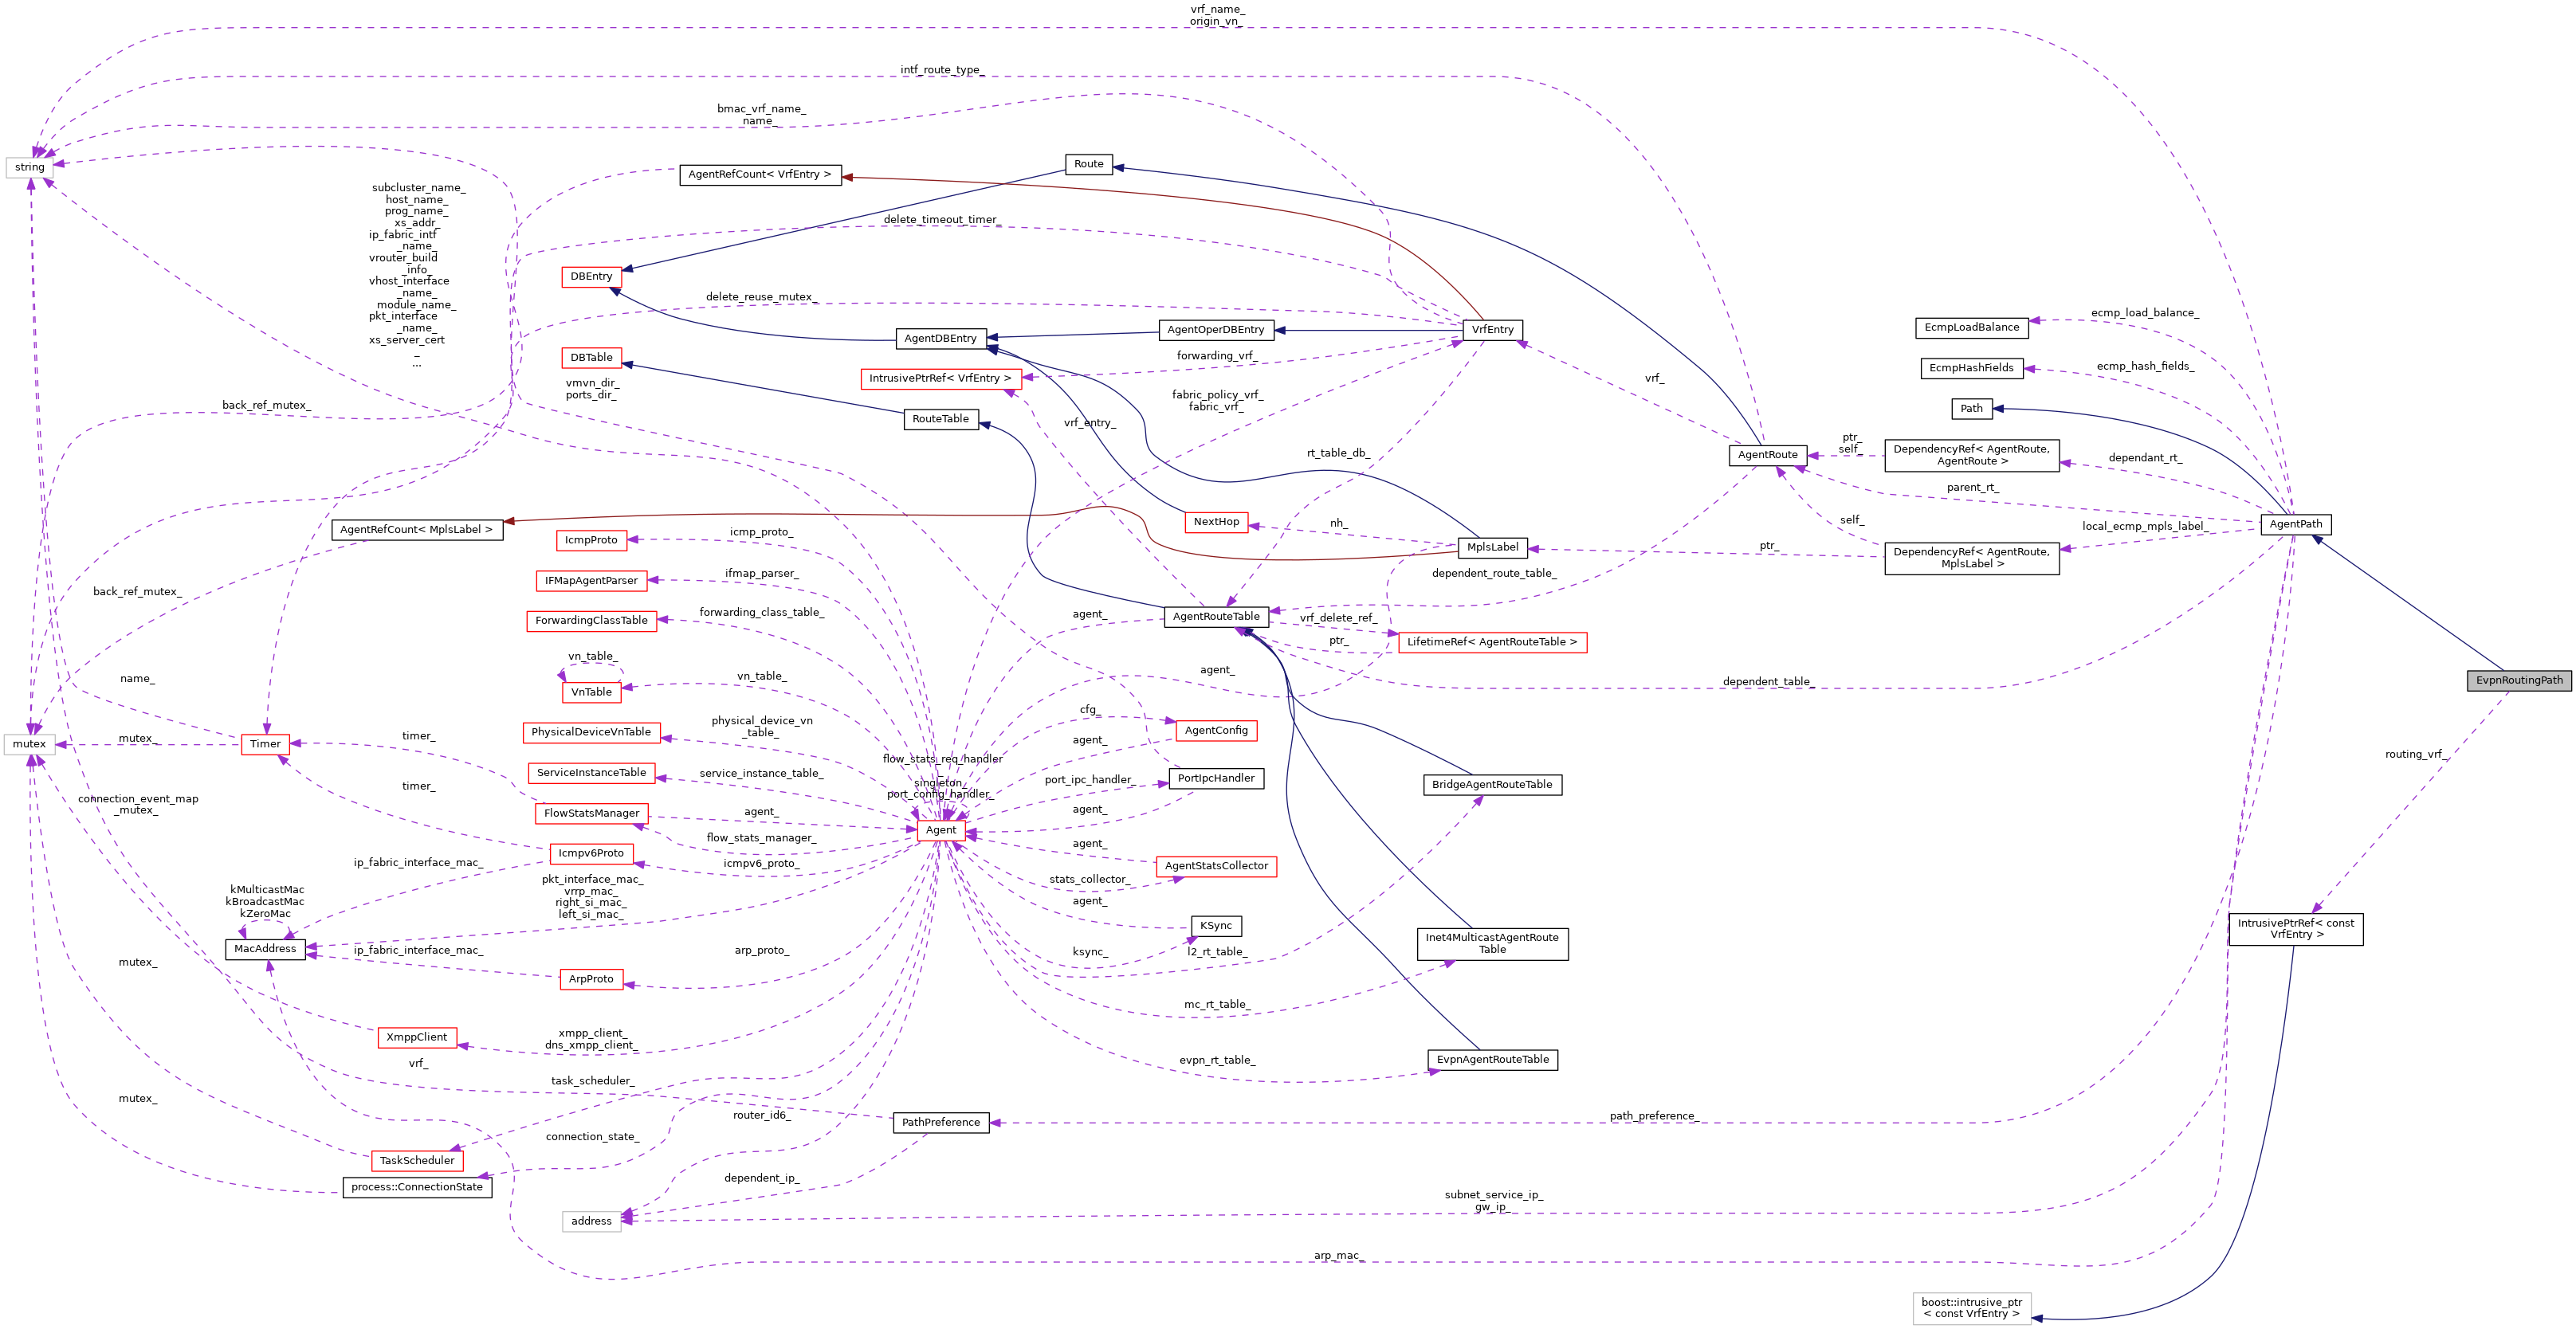 vrf_name_
origin_vn_
intf_route_type_
bmac_vrf_name_
name_
string
AgentRefCount< VrfEntry >
Route
subcluster_name_
host_name_
prog_name_
xs_addr_
ip_fabric_intf
_name_
vrouter_build
_info_
vhost_interface
_name_
module_name_
pkt_interface
_name_
xs_server_cert
_
...
delete_timeout_timer_
DBEntry
delete_reuse_mutex_
AgentDBEntry
AgentOperDBEntry
VrfEntry
ecmp_load_balance_
EcmpLoadBalance
DBTable
forwarding_vrf_
IntrusivePtrRef< VrfEntry >
vrf_
EcmpHashFields
ecmp_hash_fields_
vmvn_dir_
ports_dir_
back_ref_mutex_
RouteTable
fabric_policy_vrf_
fabric_vrf_
vrf_entry_
Path
rt_table_db_
AgentRoute
ptr_
self_
DependencyRef< AgentRoute,
AgentRoute >
dependant_rt_
parent_rt_
AgentRefCount< MplsLabel >
IcmpProto
icmp_proto_
NextHop
nh_
MplsLabel
self_
ptr_
DependencyRef< AgentRoute,
MplsLabel >
local_ecmp_mpls_label_
AgentPath
back_ref_mutex_
IFMapAgentParser
ifmap_parser_
dependent_route_table_
ForwardingClassTable
forwarding_class_table_
agent_
AgentRouteTable
vrf_delete_ref_
ptr_
LifetimeRef< AgentRouteTable >
vn_table_
VnTable
vn_table_
agent_
name_
dependent_table_
EvpnRoutingPath
mutex
mutex_
Timer
timer_
PhysicalDeviceVnTable
physical_device_vn
_table_
cfg_
AgentConfig
agent_
routing_vrf_
ServiceInstanceTable
service_instance_table_
flow_stats_req_handler
_
singleton_
port_config_handler_
port_ipc_handler_
PortIpcHandler
BridgeAgentRouteTable
timer_
connection_event_map
_mutex_
FlowStatsManager
agent_
agent_
Agent
flow_stats_manager_
Icmpv6Proto
icmpv6_proto_
ip_fabric_interface_mac_
agent_
AgentStatsCollector
stats_collector_
pkt_interface_mac_
vrrp_mac_
right_si_mac_
left_si_mac_
kMulticastMac
kBroadcastMac
kZeroMac
agent_
KSync
MacAddress
ip_fabric_interface_mac_
arp_proto_
ksync_
l2_rt_table_
Inet4MulticastAgentRoute
Table
IntrusivePtrRef< const
VrfEntry >
mutex_
ArpProto
mc_rt_table_
XmppClient
xmpp_client_
dns_xmpp_client_
vrf_
evpn_rt_table_
EvpnAgentRouteTable
task_scheduler_
mutex_
router_id6_
PathPreference
path_preference_
connection_state_
TaskScheduler
process::ConnectionState
dependent_ip_
address
subnet_service_ip_
gw_ip_
arp_mac_
boost::intrusive_ptr
< const VrfEntry >